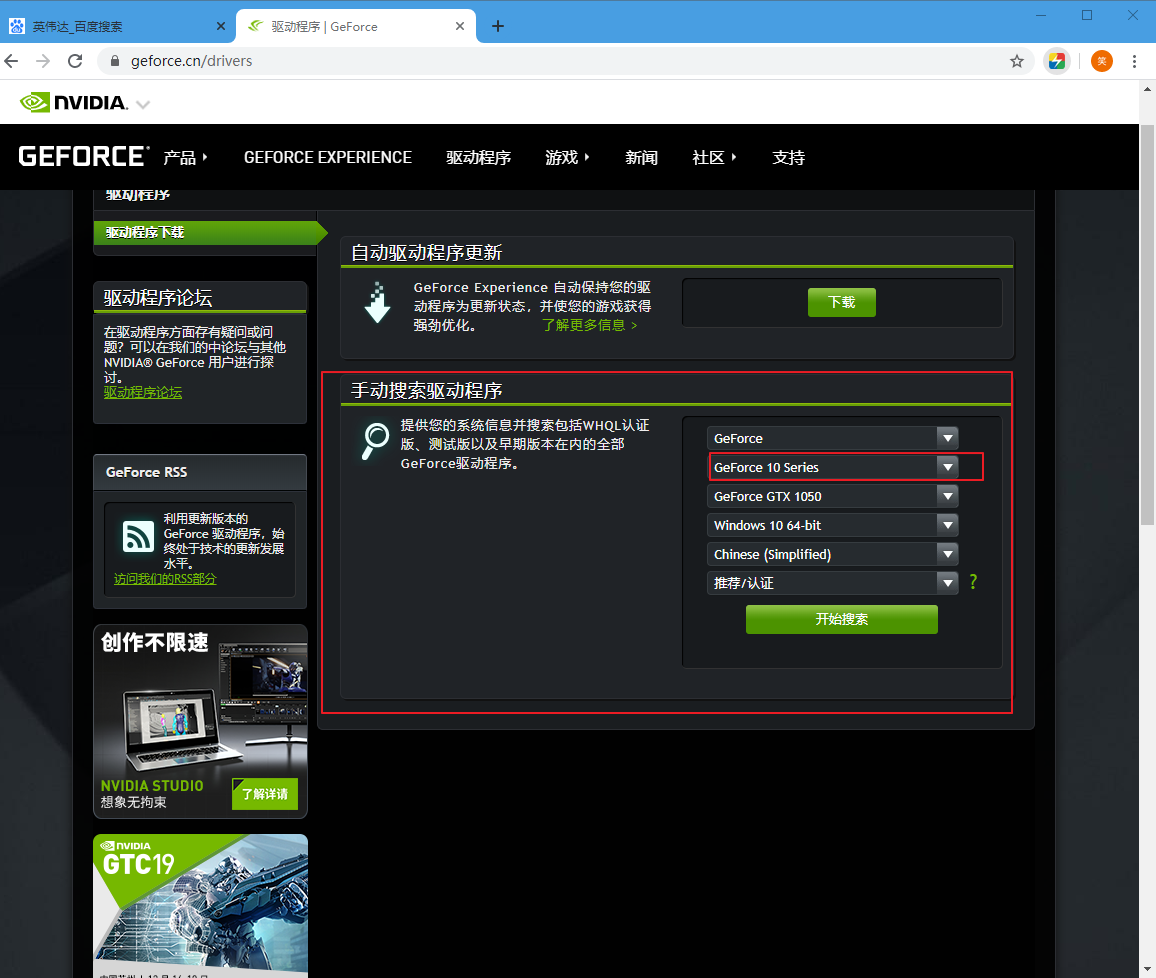 英伟达_百度搜索
驱动程序 | GeForce
geforce.cn/drivers
笑
NVIDIA.
GEFORCE
产品
GEFORCE EXPERIENCE
驱动程序
游戏
新闻
社区
支持
驱动程序
驱动程序下载
驱动程序论坛
在驱动程序方面存有疑问或问
题？可以在我们的中论坛与其他
NVIDIA® GeForce 用户进行探
讨。
驱动程序论坛
GeForce RSS
利用更新版本的
GeForce 驱动程序，始
终处于技术的更新发展
水平。
访问我们的RSS部分
创作不限速
NVIDIA STUDIO
想象无拘束
了解详请
NVIDIA
GTC19
自动驱动程序更新
GeForce Experience 自动保持您的驱
动程序为更新状态，并使您的游戏获得
强劲优化。
了解更多信息 >
下载
手动搜索驱动程序
提供您的系统信息并搜索包括WHQL认证
版、测试版以及早期版本在内的全部
GeForce驱动程序。
GeForce
GeForce 10 Series
GeForce GTX 1050
Windows 10 64-bit
Chinese (Simplified)
推荐/认证
?
开始搜索